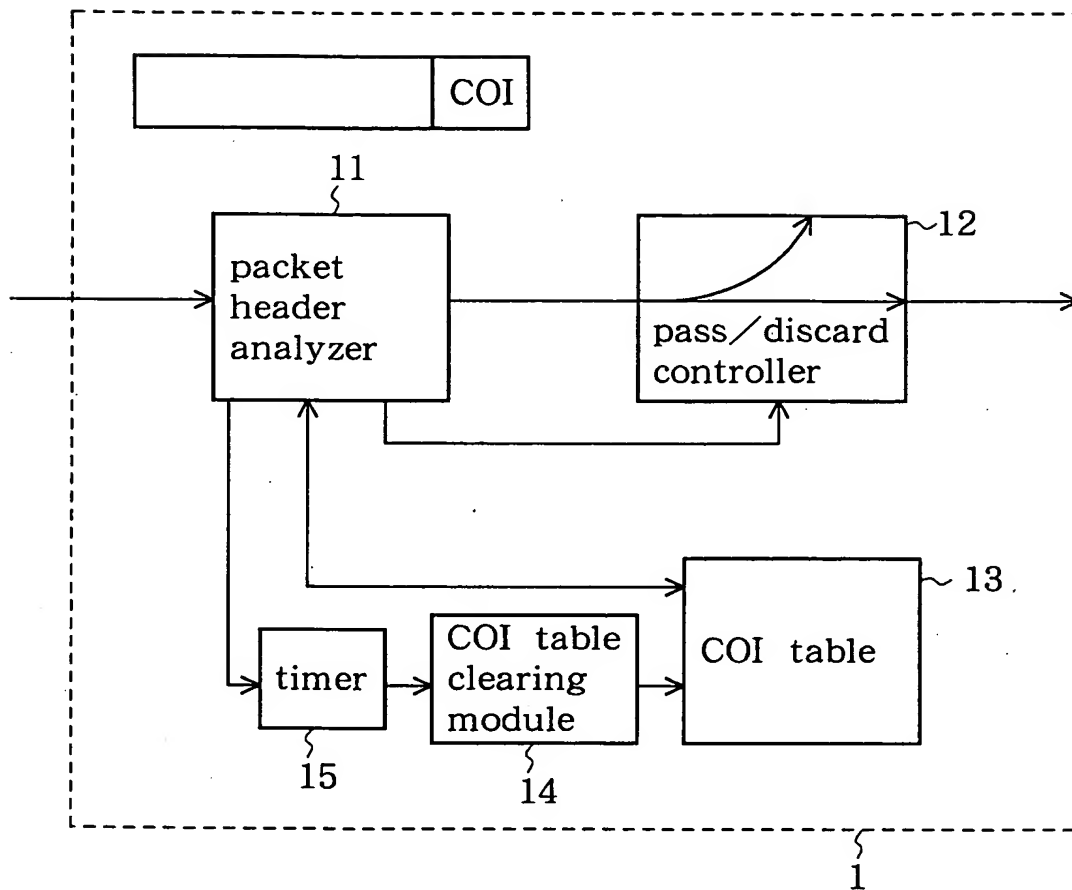 COI
11
packet
header
analyzer
12
pass/discard
controller
13
COI table
timer
COI table
clearing
module
15
14
1